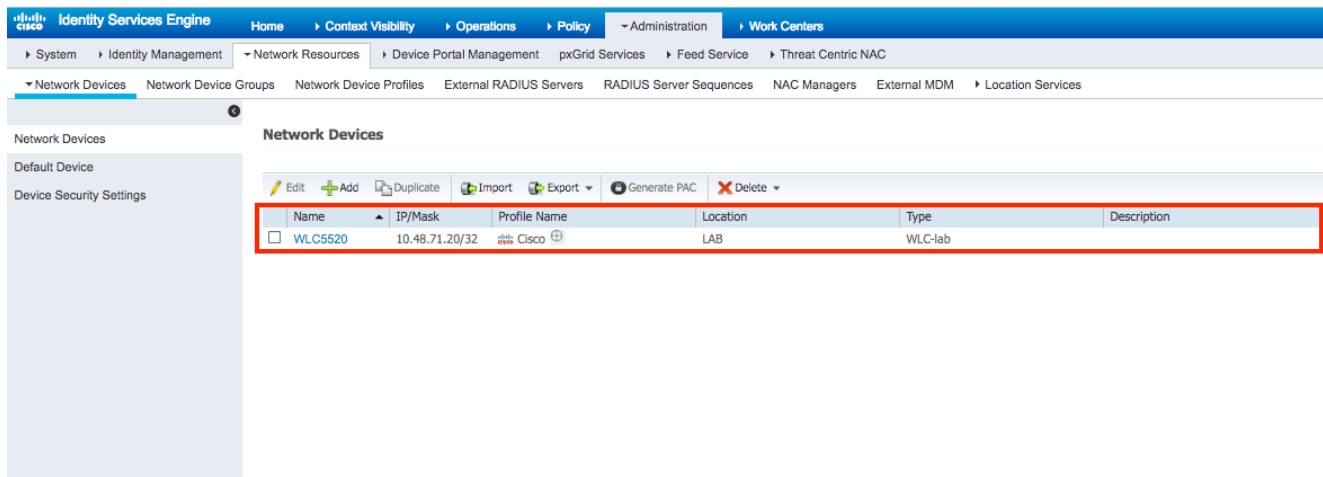 cisco Identity Services Engine Home Context Visibility Operations Policy Administration Work Centers
System Identity Management Network Resources Device Portal Management pxGrid Services Feed Service Threat Centric NAC
Network Devices Network Device Groups Network Device Profiles External RADIUS Servers RADIUS Server Sequences NAC Managers External MDM Location Services
Network Devices
Default Device
Device Security Settings
Network Devices
Edit Add Duplicate Import Export Generate PAC Delete
Name IP/Mask Profile Name Location Type Description
WLC5520 10.48.71.20/32 cisco Cisco LAB WLC-lab